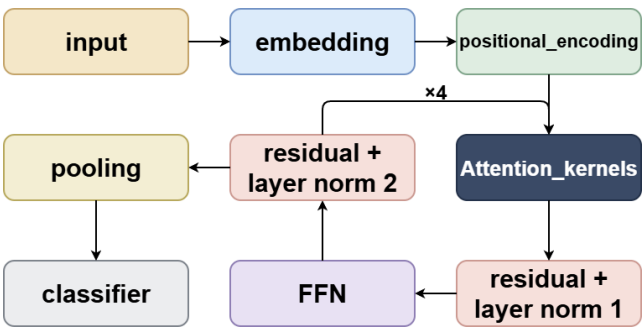 input
embedding
positional_encoding
×4
Attention_kernels
residual +
layer norm 1
FFN
residual +
layer norm 2
pooling
classifier